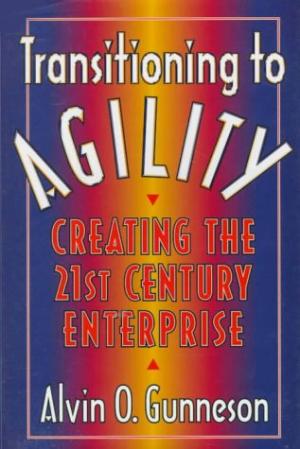 Transitioning to
AGILITY
CREATING THE
21ST CENTURY
ENTERPRISE
Alvin O. Gunneson